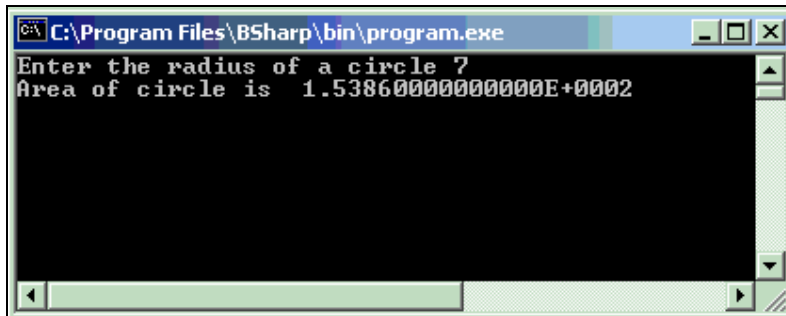 C:\Program Files\BSharp\bin\program.exe
Enter the radius of a circle 7
Area of circle is  1.53860000000000E+0002